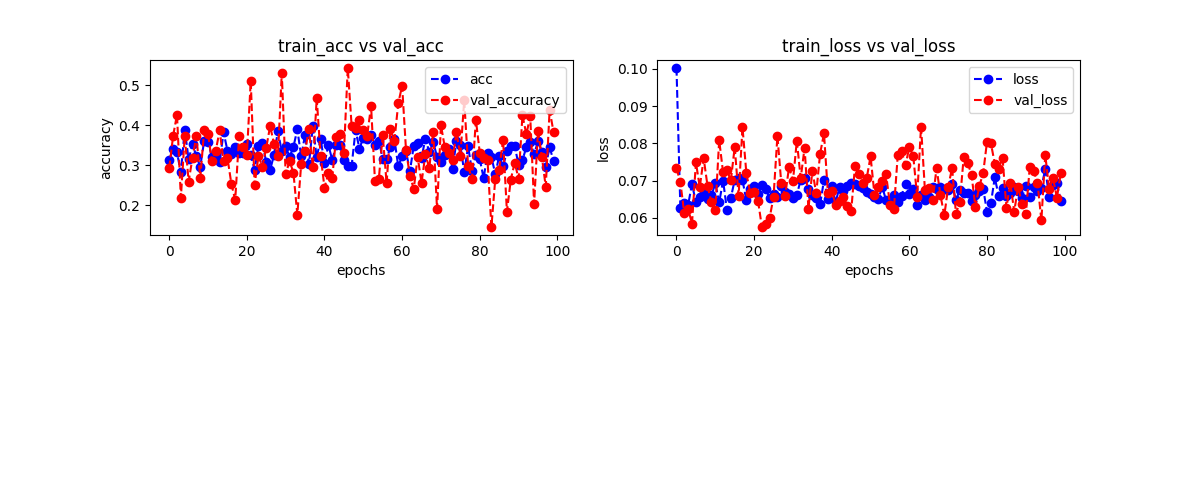 train_acc vs val_acc
accuracy
0.5
0.4
0.3
0.2
acc
val_accuracy
0 20 40 60 80 100
epochs
train_loss vs val_loss
loss
0.10
0.09
0.08
0.07
0.06
loss
val_loss
0 20 40 60 80 100
epochs